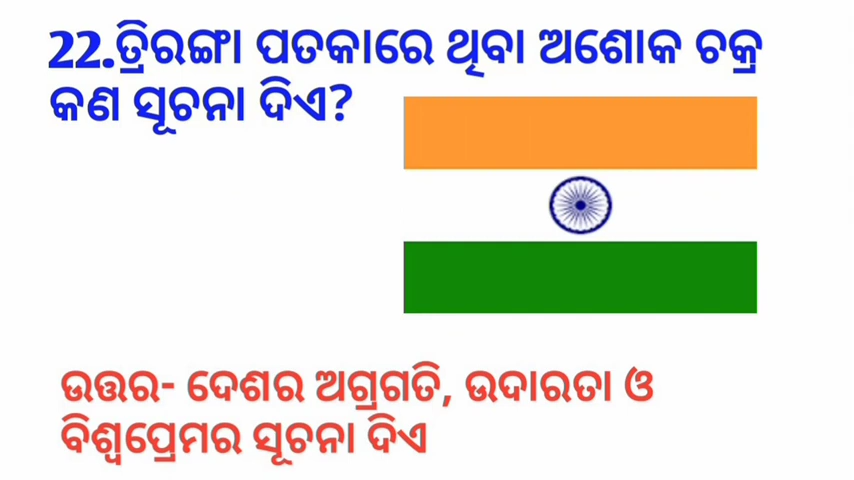 22.ତ୍ରିରଙ୍ଗା ପତକାରେ ଥିବା ଅଶୋକ ଚକ୍ର
କଣ ସୂଚନା ଦିଏ?
ଉତ୍ତର- ଦେଶର ଅଗ୍ରଗତି, ଉଦାରତା ଓ
ବିଶ୍ୱପ୍ରେମର ସୂଚନା ଦିଏ